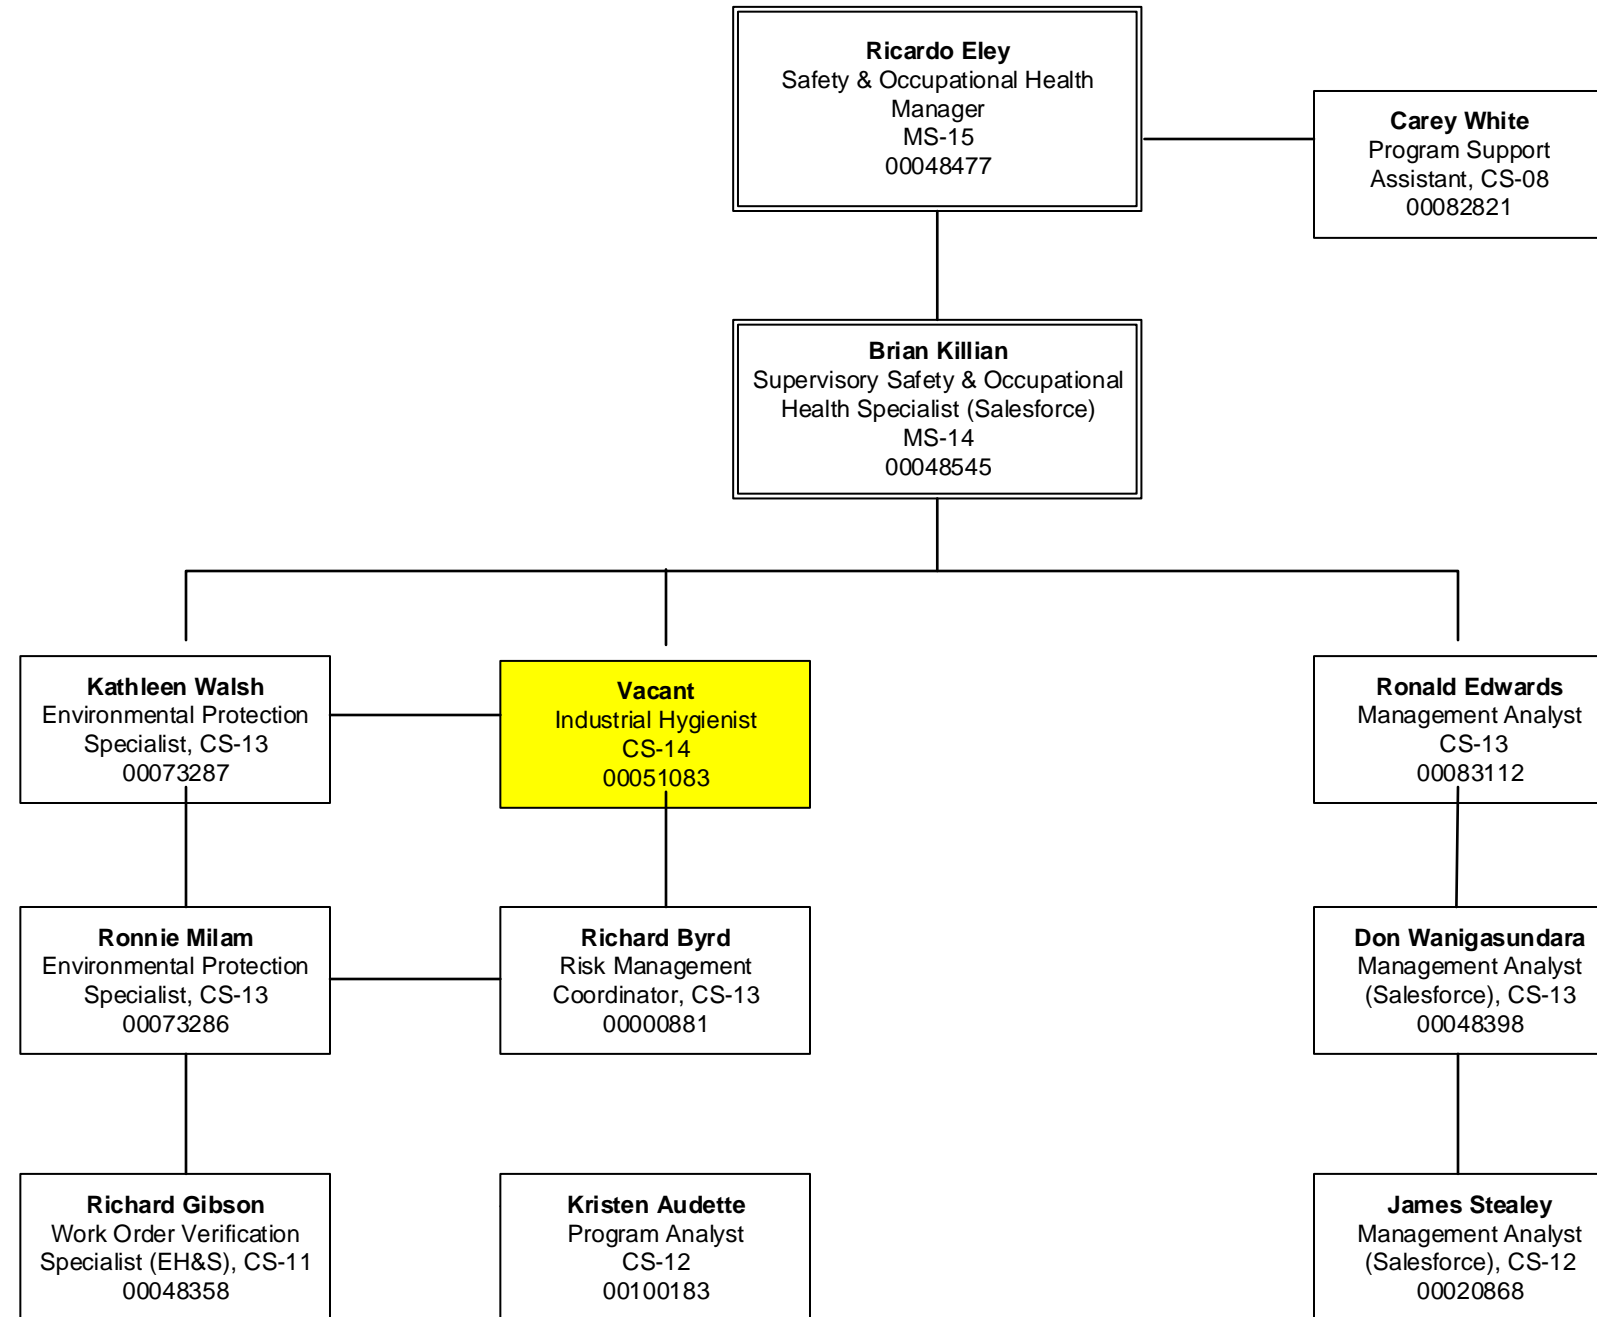 Ricardo Eley
Safety & Occupational Health
Manager
MS-15
00048477
Carey White
Program Support
Assistant, CS-08
00082821
Brian Killian
Supervisory Safety & Occupational
Health Specialist (Salesforce)
MS-14
00048545
Kathleen Walsh
Environmental Protection
Specialist, CS-13
00073287
Vacant
Industrial Hygienist
CS-14
00051083
Ronald Edwards
Management Analyst
CS-13
00083112
Ronnie Milam
Environmental Protection
Specialist, CS-13
00073286
Richard Byrd
Risk Management
Coordinator, CS-13
00000881
Don Wanigasundara
Management Analyst
(Salesforce), CS-13
00048398
Richard Gibson
Work Order Verification
Specialist (EH&S), CS-11
00048358
Kristen Audette
Program Analyst
CS-12
00100183
James Stealey
Management Analyst
(Salesforce), CS-12
00020868